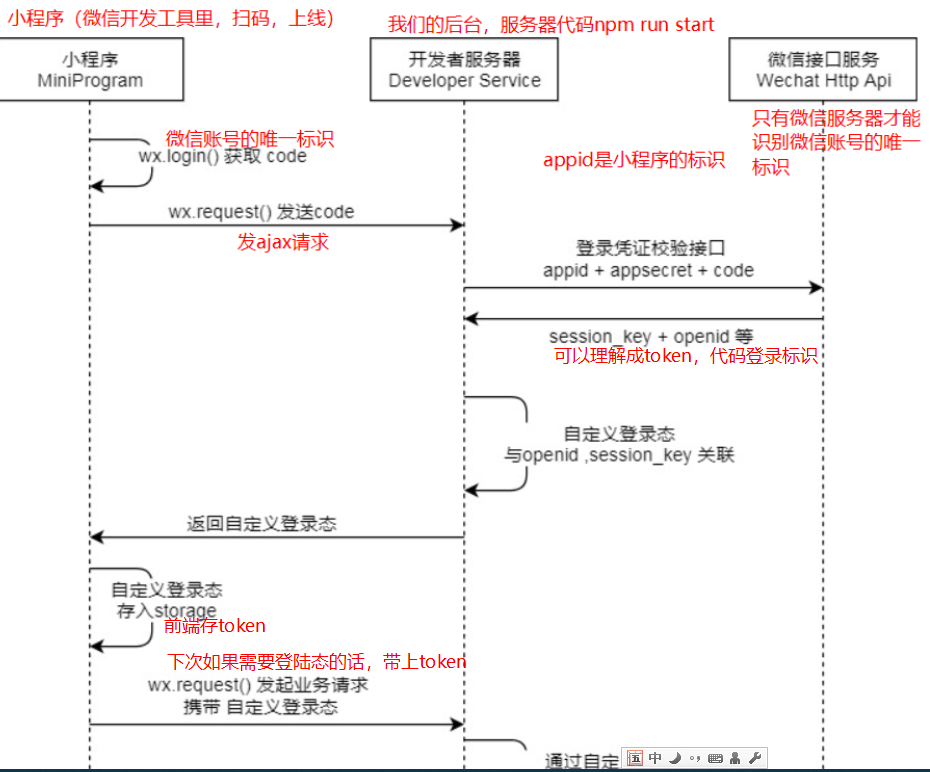 小程序（微信开发工具里，扫码，上线）
我们的后台，服务器代码npm run start
小程序
MiniProgram
开发者服务器
Developer Service
微信接口服务
Wechat Http Api
只有微信服务器才能
识别微信账号的唯一
标识
微信账号的唯一标识
wx.login() 获取 code
appid是小程序的标识
wx.request() 发送code
发ajax请求
登录凭证校验接口
appid + appsecret + code
session_key + openid 等
可以理解成token，代码登录标识
自定义登录态
与openid ,session_key 关联
返回自定义登录态
自定义登录态
存入storage
前端存token
下次如果需要登陆态的话，带上token
wx.request() 发起业务请求
携带 自定义登录态
通过自定
五 中